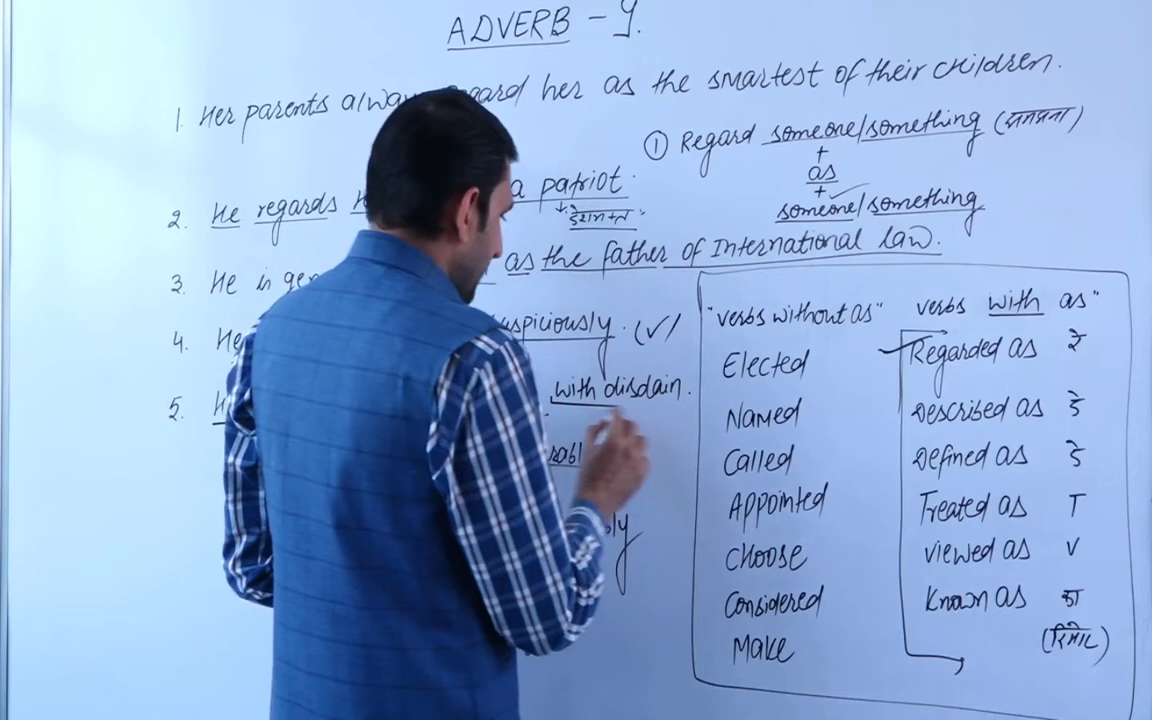 ADVERB - 9.
1. Her parents always regard her as the smartest of their children.
① Regard someone/something (मानना)
+
as
+
someone/something
2. He regards a patriot.
3. He is as the father of International law.
4. He suspiciously. (✓)
5. with disdain.
"verbs without as"
Elected
Named
Called
Appointed
Choose
Considered
Make
verbs with as"
Regarded as रे
Described as डे
Defined as डे
Treated as T
viewed as V
Known as